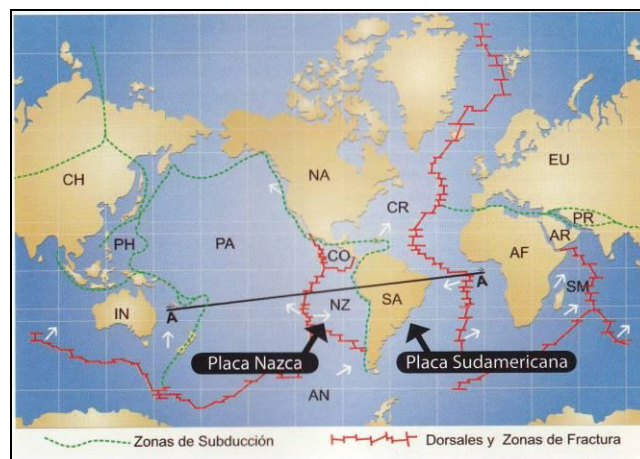 EU
NA
CH
CR
PR
AR
PH
PA
CO
AF
SM
A
A
IN
NZ
SA
Placa Nazca
Placa Sudamericana
AN
Zonas de Subducción
Dorsales y Zonas de Fractura